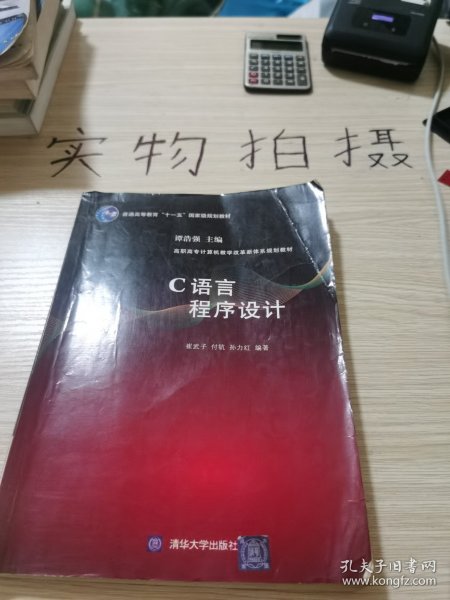 实物拍摄
普通高等教育"十一五"国家级规划教材
谭浩强 主编
高职高专计算机教学改革新体系规划教材
C语言
程序设计
崔武子 付钪 孙力红 编著
清华大学出版社
孔夫子旧书网
www.kongfz.com